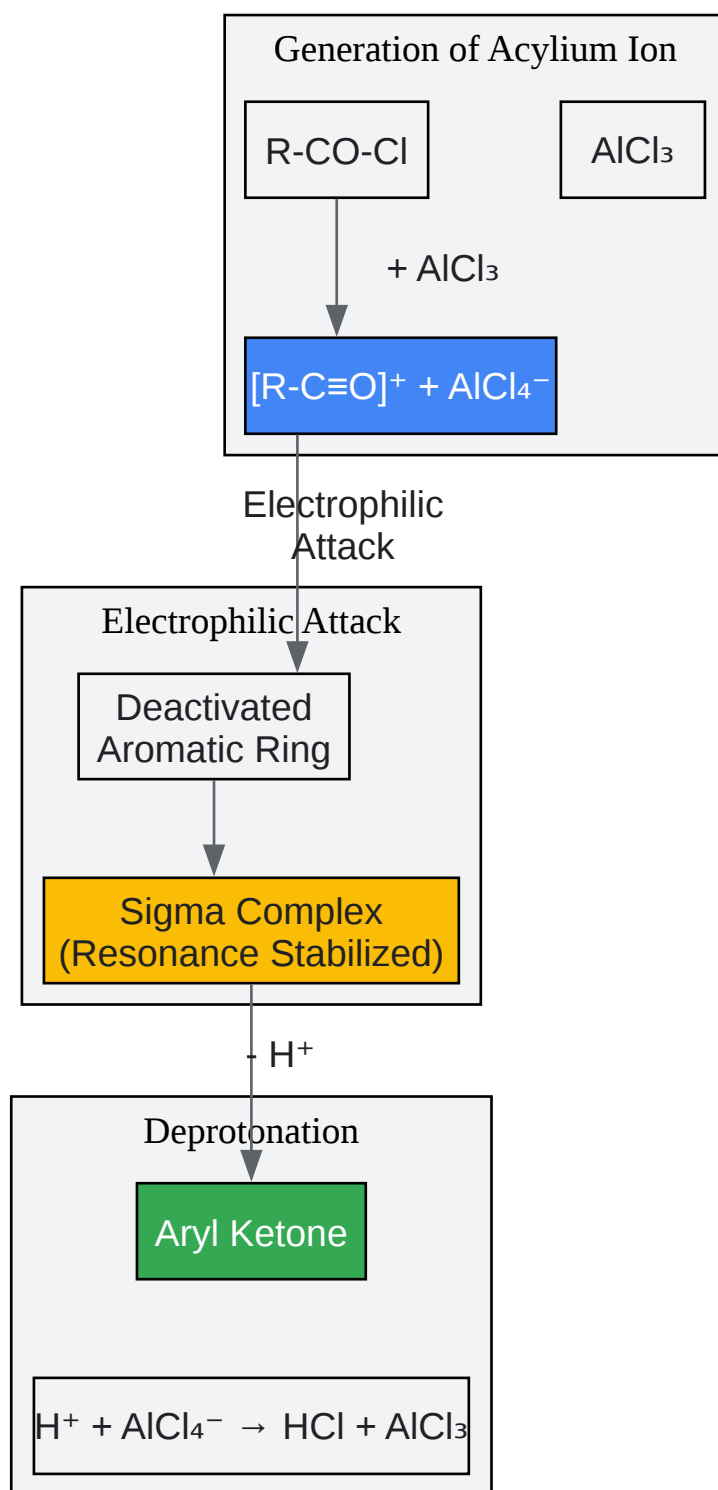 Generation of Acylium Ion
R-CO-Cl
AlCl₃
+ AlCl₃
[R-C≡O]⁺ + AlCl₄⁻
Electrophilic
Attack
Electrophilic Attack
Deactivated
Aromatic Ring
Sigma Complex
(Resonance Stabilized)
- H⁺
Deprotonation
Aryl Ketone
H⁺ + AlCl₄⁻ → HCl + AlCl₃